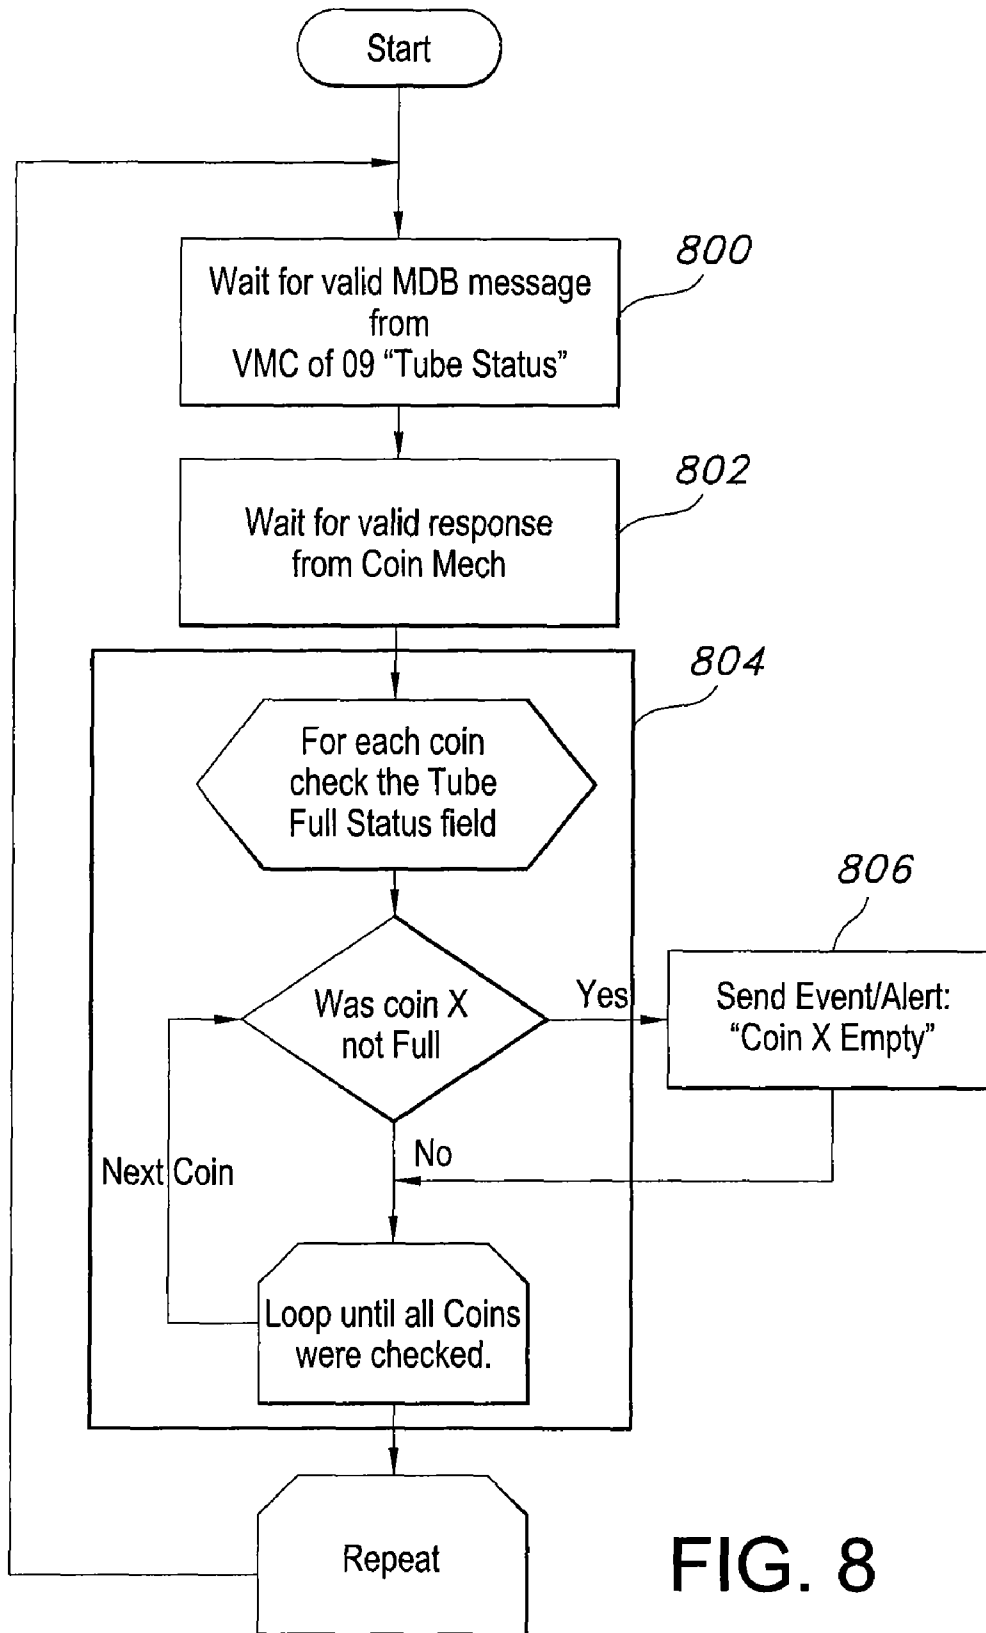 Start
800
Wait for valid MDB message
from
VMC of 09 “Tube Status”
802
Wait for valid response
from Coin Mech
804
For each coin
check the Tube
Full Status field
806
Was coin X
not Full
Yes
Send Event/Alert:
“Coin X Empty”
No
Next Coin
Loop until all Coins
were checked.
Repeat
FIG. 8